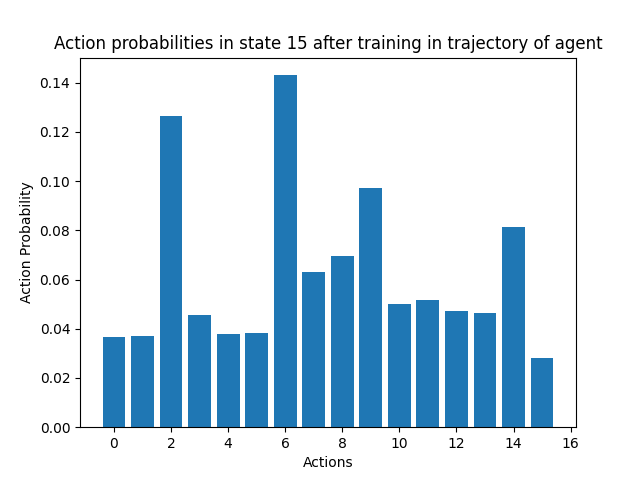 Action probabilities in state 15 after training in trajectory of agent
0.14
0.12
0.10
0.08
0.06
0.04
0.02
0.00
Action Probability
0 2 4 6 8 10 12 14 16
Actions